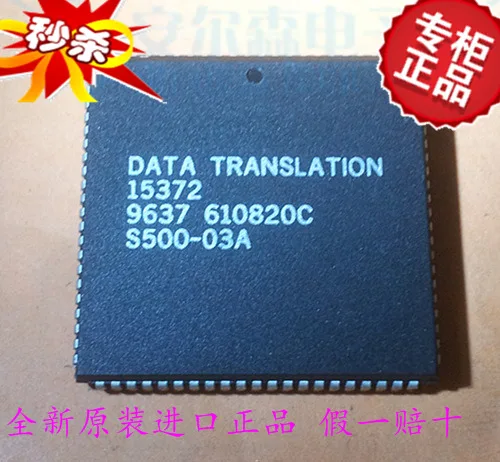 秒杀
专柜
正品
DATA TRANSLATION
15372
9637 610820C
S500-03A
全新原装进口正品 假一赔十